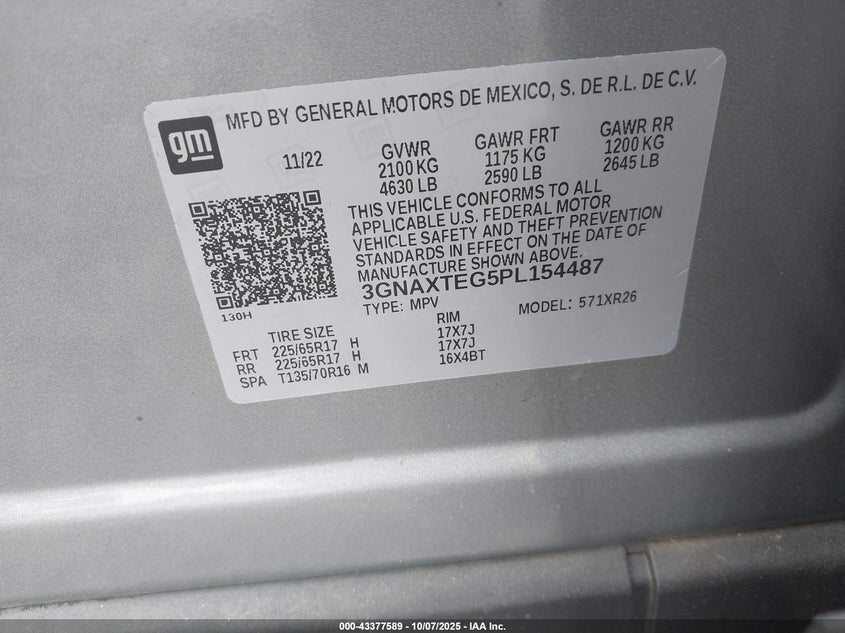 gm
MFD BY GENERAL MOTORS DE MEXICO, S. DE R.L. DE C.V.
11/22
GVWR GAWR FRT GAWR RR
2100 KG 1175 KG 1200 KG
4630 LB 2590 LB 2645 LB
THIS VEHICLE CONFORMS TO ALL
APPLICABLE U.S. FEDERAL MOTOR
VEHICLE SAFETY AND THEFT PREVENTION
STANDARDS IN EFFECT ON THE DATE OF
MANUFACTURE SHOWN ABOVE.
3GNAXTEG5PL154487
130H
TYPE: MPV MODEL: 571XR26
TIRE SIZE RIM
FRT 225/65R17 H 17X7J
RR 225/65R17 H 17X7J
SPA T135/70R16 M 16X4BT
000-43377589 - 10/07/2025 - IAA Inc.